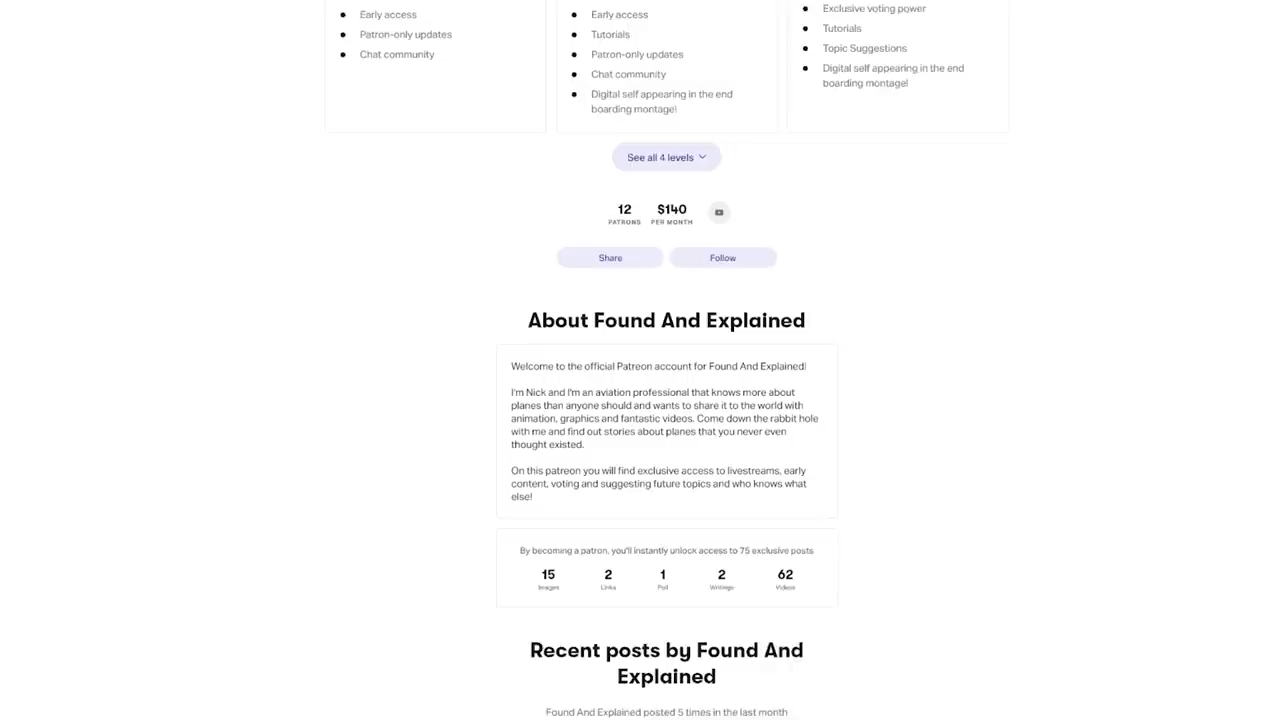 Early access
Patron-only updates
Chat community
Early access
Tutorials
Patron-only updates
Chat community
Digital self appearing in the end
boarding montage!
Exclusive voting power
Tutorials
Topic Suggestions
Digital self appearing in the end
boarding montage!
See all 4 levels
12 $140
PATRONS PER MONTH
Share Follow
About Found And Explained
Welcome to the official Patreon account for Found And Explained!
I'm Nick and I'm an aviation professional that knows more about
planes than anyone should and wants to share it to the world with
animation, graphics and fantastic videos. Come down the rabbit hole
with me and find out stories about planes that you never even
thought existed.
On this patreon you will find exclusive access to livestreams, early
content, voting and suggesting future topics and who knows what
else!
By becoming a patron, you'll instantly unlock access to 75 exclusive posts
15 2 1 2 62
Images Links Poll Writings Videos
Recent posts by Found And
Explained
Found And Explained posted 5 times in the last month